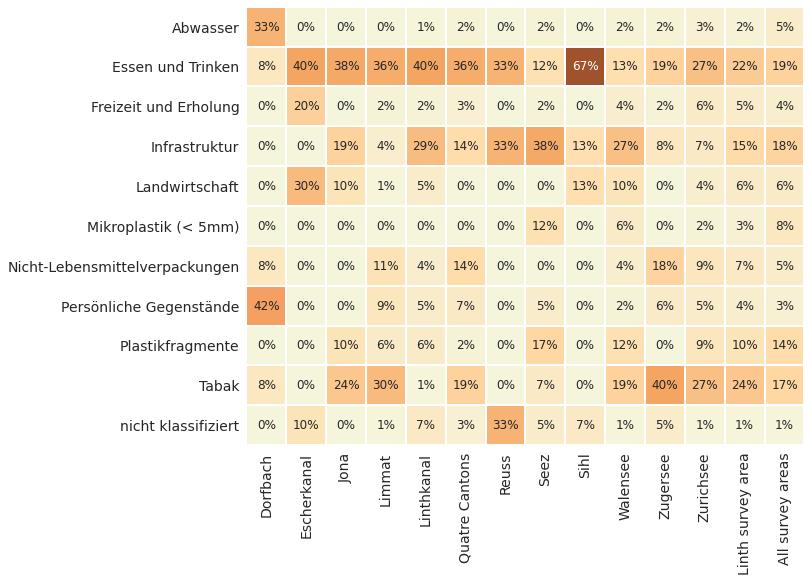 Abwasser 33% 0% 0% 0% 1% 2% 0% 2% 0% 2% 2% 3% 2% 5%
Essen und Trinken 8% 40% 38% 36% 40% 36% 33% 12% 67% 13% 19% 27% 22% 19%
Freizeit und Erholung 0% 20% 0% 2% 2% 3% 0% 2% 0% 4% 2% 6% 5% 4%
Infrastruktur 0% 0% 19% 4% 29% 14% 33% 38% 13% 27% 8% 7% 15% 18%
Landwirtschaft 0% 30% 10% 1% 5% 0% 0% 0% 13% 10% 0% 4% 6% 6%
Mikroplastik (< 5mm) 0% 0% 0% 0% 0% 0% 0% 12% 0% 6% 0% 2% 3% 8%
Nicht-Lebensmittelverpackungen 8% 0% 0% 11% 4% 14% 0% 0% 0% 4% 18% 9% 7% 5%
Persönliche Gegenstände 42% 0% 0% 9% 5% 7% 0% 5% 0% 2% 6% 5% 4% 3%
Plastikfragmente 0% 0% 10% 6% 6% 2% 0% 17% 0% 12% 0% 9% 10% 14%
Tabak 8% 0% 24% 30% 1% 19% 0% 7% 0% 19% 40% 27% 24% 17%
nicht klassifiziert 0% 10% 0% 1% 7% 3% 33% 5% 7% 1% 5% 1% 1% 1%
Dorfbach
Escherkanal
Jona
Limmat
Linthkanal
Quatre Cantons
Reuss
Seez
Sihl
Walensee
Zugersee
Zurichsee
Linth survey area
All survey areas